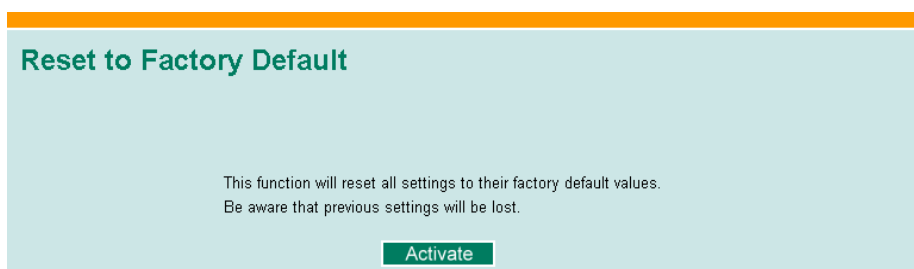 Reset to Factory Default
This function will reset all settings to their factory default values.
Be aware that previous settings will be lost.
Activate